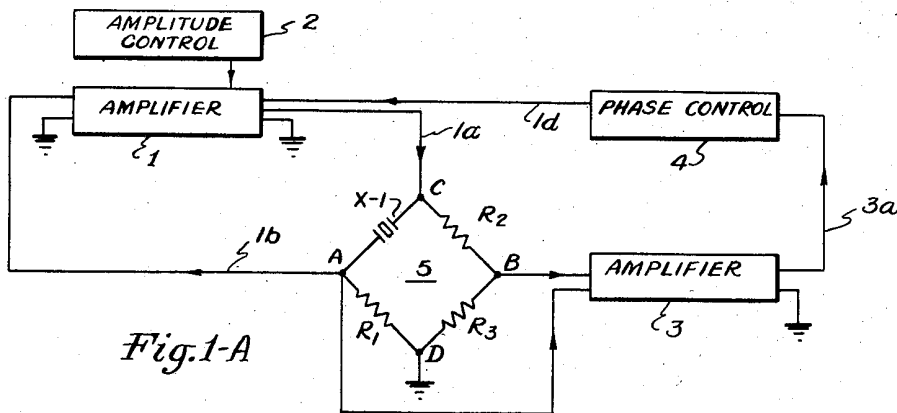 AMPLITUDE
CONTROL
2
AMPLIFIER
1
1a
1d
PHASE CONTROL
4
3a
X-1
C
R2
1b
A
5
B
AMPLIFIER
3
R1
R3
D
Fig.1-A